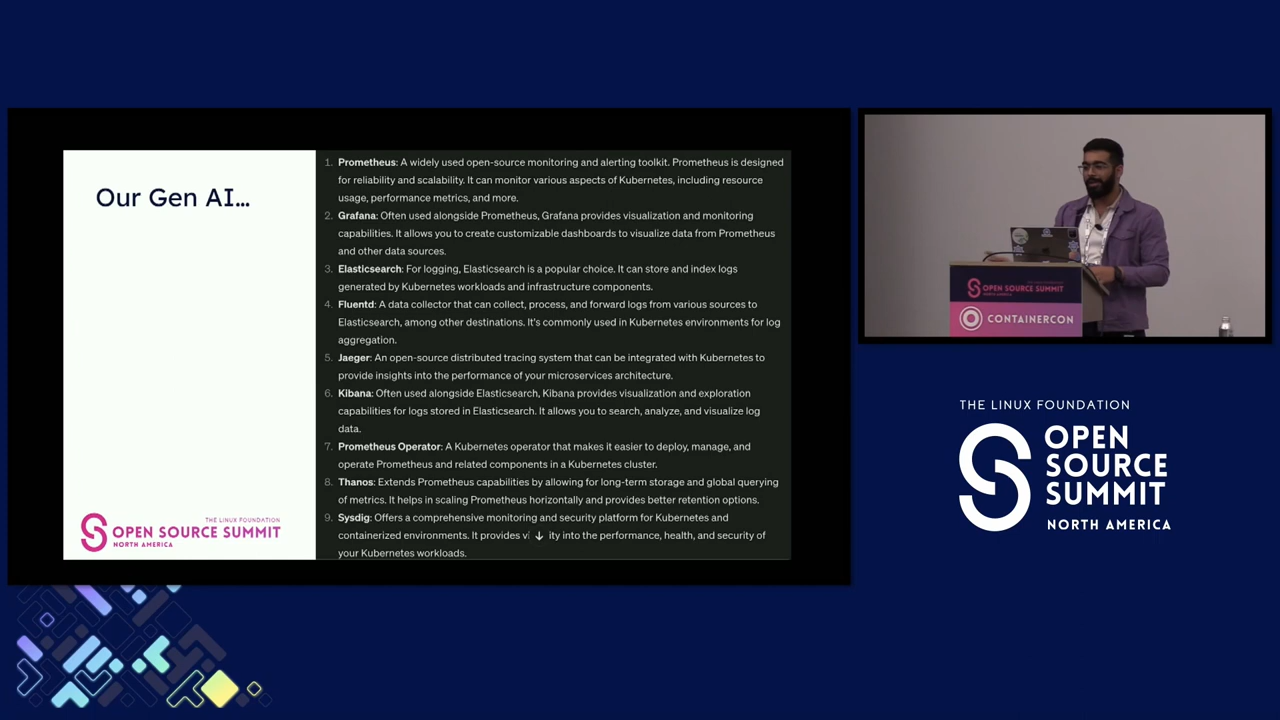 Our Gen AI...
1. Prometheus: A widely used open-source monitoring and alerting toolkit. Prometheus is designed
for reliability and scalability. It can monitor various aspects of Kubernetes, including resource
usage, performance metrics, and more.
2. Grafana: Often used alongside Prometheus, Grafana provides visualization and monitoring
capabilities. It allows you to create customizable dashboards to visualize data from Prometheus
and other data sources.
3. Elasticsearch: For logging, Elasticsearch is a popular choice. It can store and index logs
generated by Kubernetes workloads and infrastructure components.
4. Fluentd: A data collector that can collect, process, and forward logs from various sources to
Elasticsearch, among other destinations. It's commonly used in Kubernetes environments for log
aggregation.
5. Jaeger: An open-source distributed tracing system that can be integrated with Kubernetes to
provide insights into the performance of your microservices architecture.
6. Kibana: Often used alongside Elasticsearch, Kibana provides visualization and exploration
capabilities for logs stored in Elasticsearch. It allows you to search, analyze, and visualize log
data.
7. Prometheus Operator: A Kubernetes operator that makes it easier to deploy, manage, and
operate Prometheus and related components in a Kubernetes cluster.
8. Thanos: Extends Prometheus capabilities by allowing for long-term storage and global querying
of metrics. It helps in scaling Prometheus horizontally and provides better retention options.
9. Sysdig: Offers a comprehensive monitoring and security platform for Kubernetes and
containerized environments. It provides vi ity into the performance, health, and security of
your Kubernetes workloads.
THE LINUX FOUNDATION
OPEN SOURCE SUMMIT
NORTH AMERICA
OPEN SOURCE SUMMIT
CONTAINERCON
THE LINUX FOUNDATION
OPEN
SOURCE
SUMMIT
NORTH AMERICA